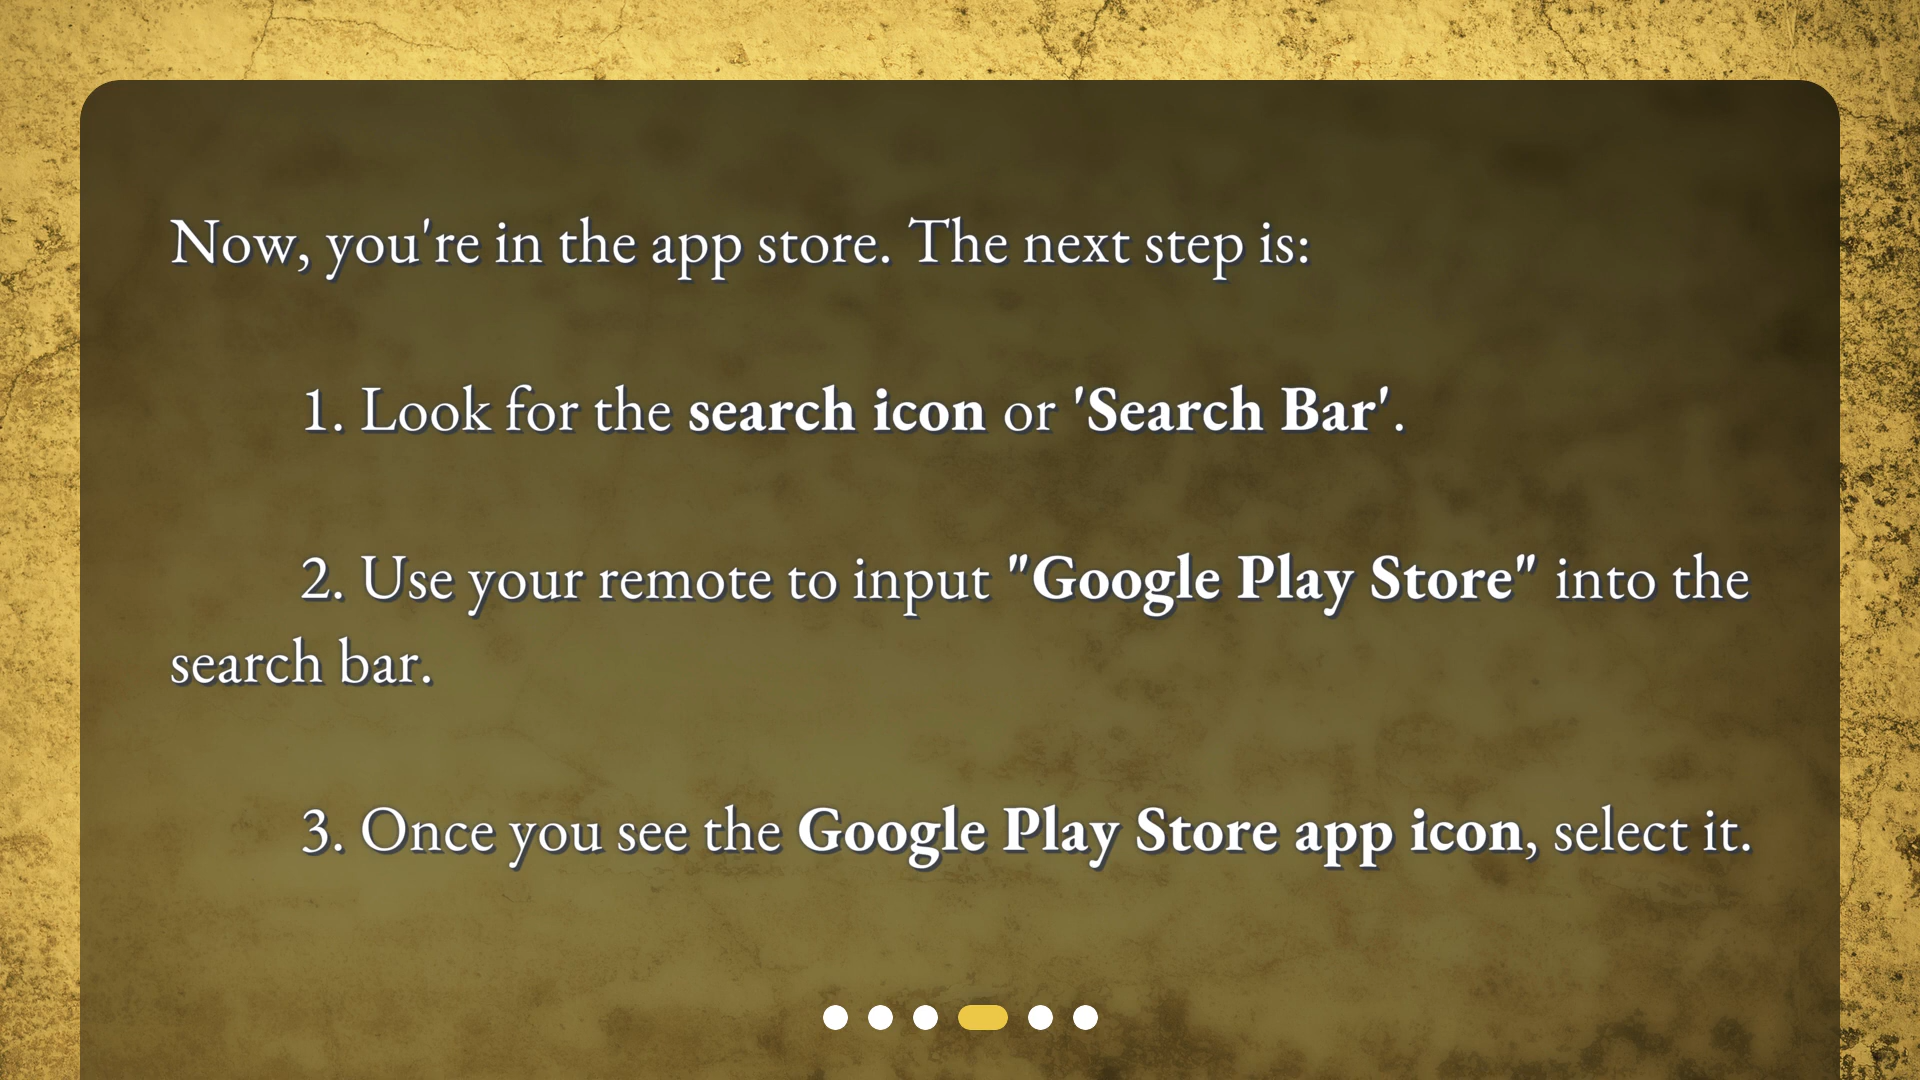 Now, you're in the app store. The next step is:
1. Look for the search icon or 'Search Bar'.
2. Use your remote to input "Google Play Store" into the
search bar.
3. Once you see the Google Play Store app icon, select it.